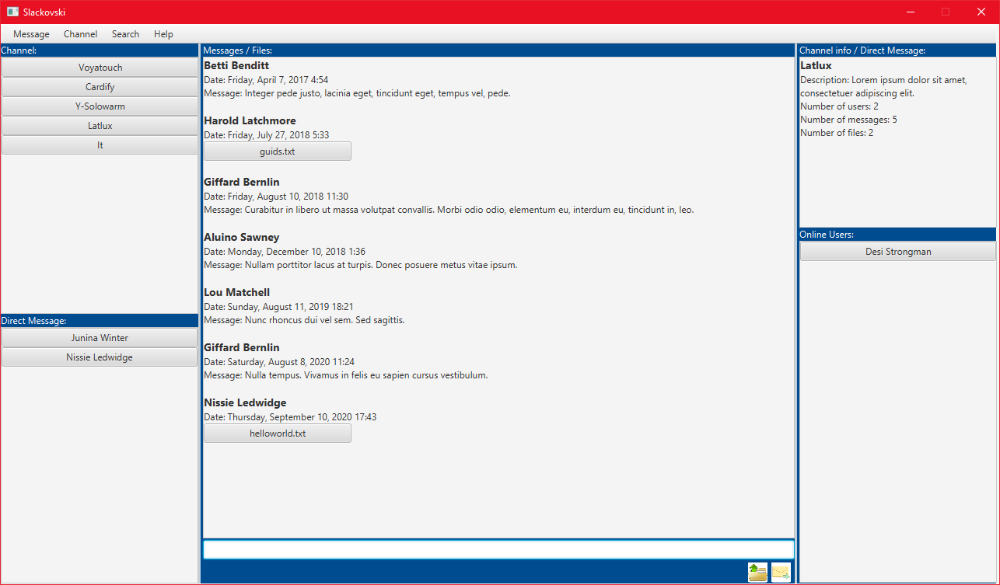 Slackovski
Message Channel Search Help
Channel:
Voyatouch
Cardify
Y-Solowarm
Latlux
It
Direct Message:
Junina Winter
Nissie Ledwidge
Messages / Files:
Betti Benditt
Date: Friday, April 7, 2017 4:54
Message: Integer pede justo, lacinia eget, tincidunt eget, tempus vel, pede.
Harold Latchmore
Date: Friday, July 27, 2018 5:33
guids.txt
Giffard Bernlin
Date: Friday, August 10, 2018 11:30
Message: Curabitur in libero ut massa volutpat convallis. Morbi odio odio, elementum eu, interdum eu, tincidunt in, leo.
Aluino Sawney
Date: Monday, December 10, 2018 1:36
Message: Nullam porttitor lacus at turpis. Donec posuere metus vitae ipsum.
Lou Matchell
Date: Sunday, August 11, 2019 18:21
Message: Nunc rhoncus dui vel sem. Sed sagittis.
Giffard Bernlin
Date: Saturday, August 8, 2020 11:24
Message: Nulla tempus. Vivamus in felis eu sapien cursus vestibulum.
Nissie Ledwidge
Date: Thursday, September 10, 2020 17:43
helloworld.txt
Channel info / Direct Message:
Latlux
Description: Lorem ipsum dolor sit amet,
consectetuer adipiscing elit.
Number of users: 2
Number of messages: 5
Number of files: 2
Online Users:
Desi Strongman